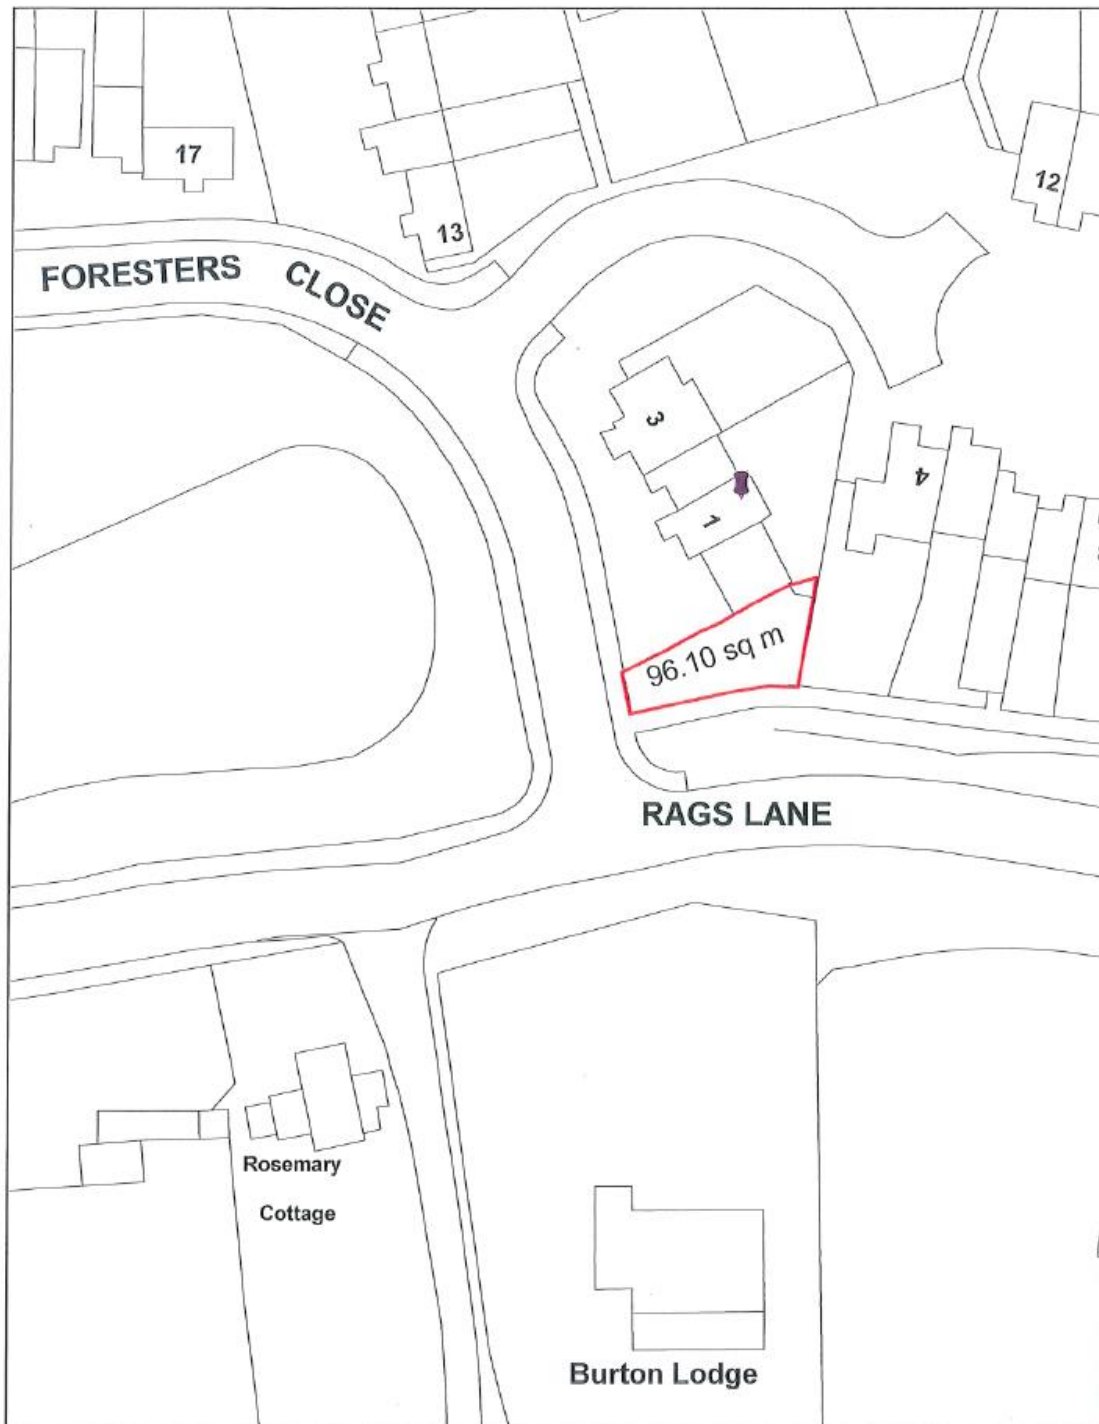 17
12
13
FORESTERS CLOSE
3
4
1
96.10 sq m
RAGS LANE
Rosemary
Cottage
Burton Lodge